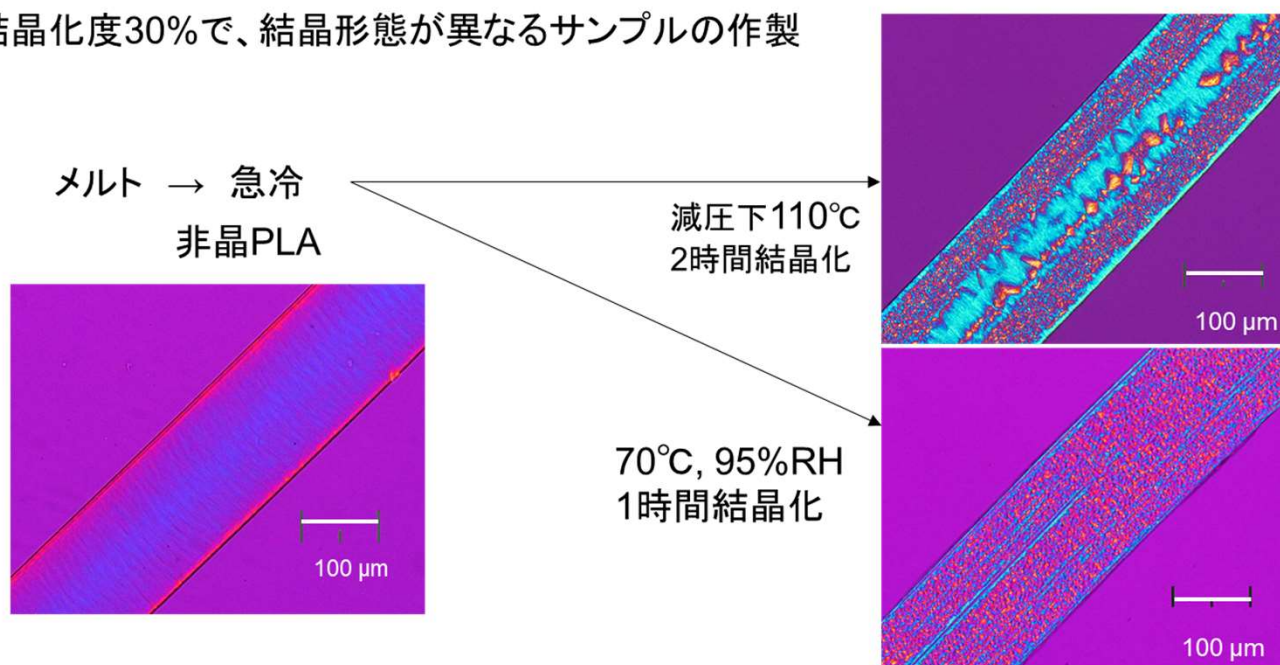 結晶化度30%で、結晶形態が異なるサンプルの作製
メルト → 急冷
非晶PLA
減圧下110℃
2時間結晶化
70℃, 95%RH
1時間結晶化
100 µm
100 µm
100 µm